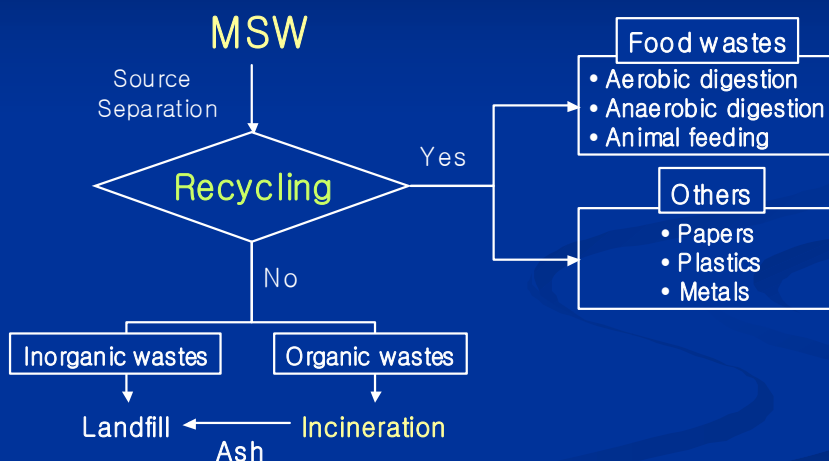 MSW
Source
Separation
Recycling
Yes
Food wastes
• Aerobic digestion
• Anaerobic digestion
• Animal feeding
Others
• Papers
• Plastics
• Metals
No
Inorganic wastes
Organic wastes
Landfill
Incineration
Ash